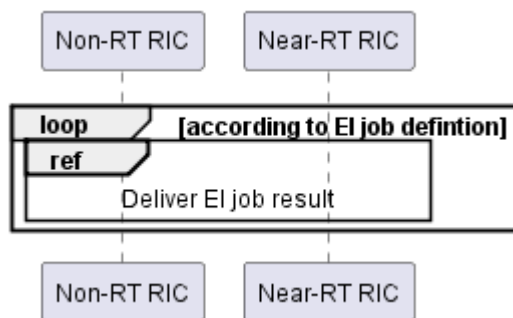 Non-RT RIC Near-RT RIC
loop [according to EI job defintion]
ref
Deliver EI job result
Non-RT RIC Near-RT RIC